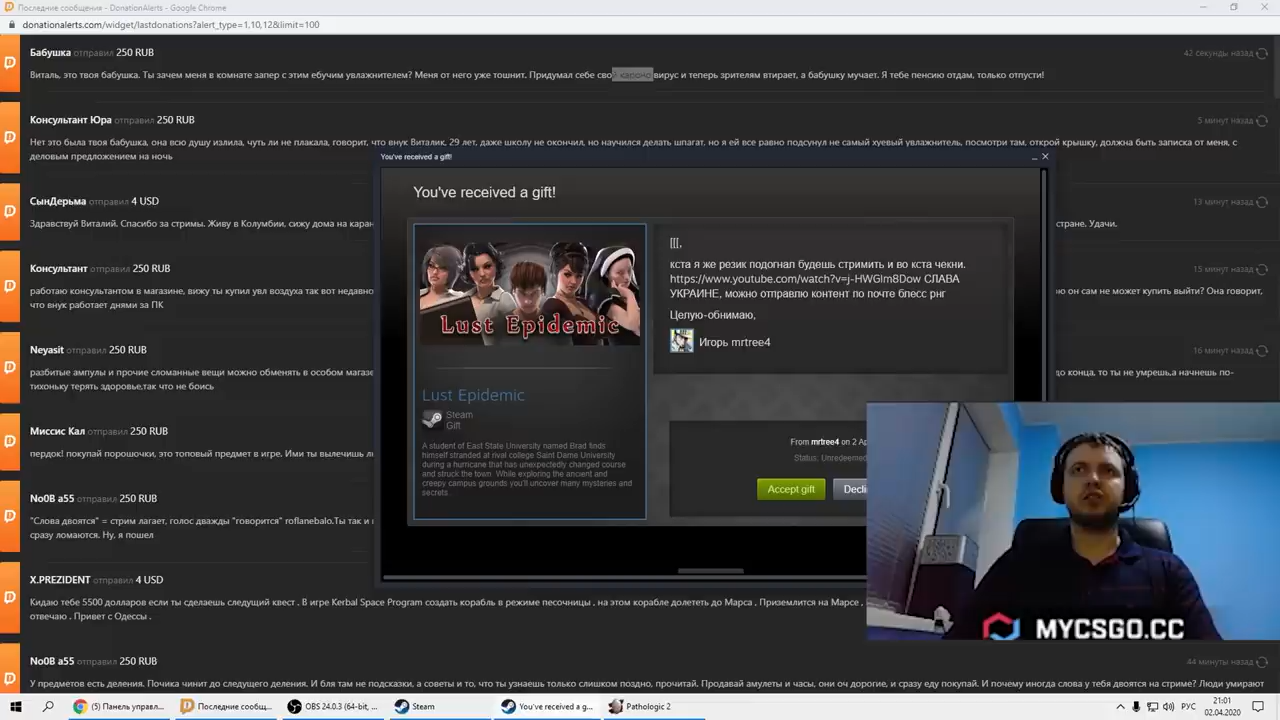 Последние сообщения - DonationAlerts - Google Chrome
donationalerts.com/widget/lastdonations?alert_type=1,10,12&limit=100
Бабушка отправил 250 RUB
42 секунды назад
Виталь, это твоя бабушка. Ты зачем меня в комнате запер с этим ебучим увлажнителем? Меня от него уже тошнит. Придумал себе сво вирус и теперь зрителям втирает, а бабушку мучает. Я тебе пенсию отдам, только отпусти!
Консультант Юра отправил 250 RUB
5 минут назад
Нет это была твоя бабушка, она всю душу излила, чуть ли не плакала, говорит, что внук Виталик, 29 лет, даже школу не окончил, но научился делать шпагат, но я ей все равно подсунул не самый хуевый увлажнитель, посмотри там, открой крышку, должна быть записка от меня, с
деловым предложением на ночь
СынДерьма отправил 4 USD
13 минут назад
Здравствуй Виталий. Спасибо за стримы. Живу в Колумбии, сижу дома на каран
стране. Удачи.
Консультант отправил 250 RUB
15 минут назад
работаю консультантом в магазине, вижу ты купил увл воздуха так вот недавно
ю он сам не может купить выйти? Она говорит,
что внук работает днями за ПК
Neyasit отправил 250 RUB
16 минут назад
разбитые ампулы и прочие сломанные вещи можно обменять в особом магазе
до конца, то ты не умрешь,а начнешь по-
тихоньку терять здоровье,так что не боись
Миссис Кал отправил 250 RUB
пердок! покупай порошочки, это топовый предмет в игре. Ими ты вылечишь лю
No0B a55 отправил 250 RUB
"Слова двоятся" = стрим лагает, голос дважды "говорится" roflanebalo.Ты так и с
сразу ломаются. Ну, я пошел
X.PREZIDENT отправил 4 USD
Кидаю тебе 5500 долларов если ты сделаешь следущий квест . В игре Kerbal Space Program создать корабль в режиме песочницы , на этом корабле долететь до Марса , Приземлится на Марсе ,
отвечаю . Привет с Одессы .
No0B a55 отправил 250 RUB
44 минуты назад
У предметов есть деления. Починка чинит до следущего деления. И бля там не подсказки, а советы и то, что ты узнаешь только слишком поздно, прочитай. Продавай амулеты и часы, они оч дорогие, и сразу еду покупай. И почему иногда слова у тебя двоятся на стриме? Люди умирают
You've received a gift!
You've received a gift!
Lust Epidemic
Lust Epidemic
Steam
Gift
A student of East State University named Brad finds
himself stranded at rival college Saint Dame University
during a hurricane that has unexpectedly changed course
and struck the town. While exploring the ancient and
creepy campus grounds you'll uncover many mysteries and
secrets.
[[[,
кста я же резик подогнал будешь стримить и во кста чекни.
https://www.youtube.com/watch?v=j-HWGlm8Dow СЛАВА
УКРАИНЕ, можно отправлю контент по почте блесс рнг
Целую-обнимаю,
Игорь mrtree4
From mrtree4 on 2 Ap
Status: Unredeemed
Accept gift
Decli
MYCSGO.CC
(5) Панель управл...
Последние сообщ...
OBS 24.0.3 (64-bit, ...
Steam
You've received a g...
Pathologic 2
РУС
21:01
02.04.2020